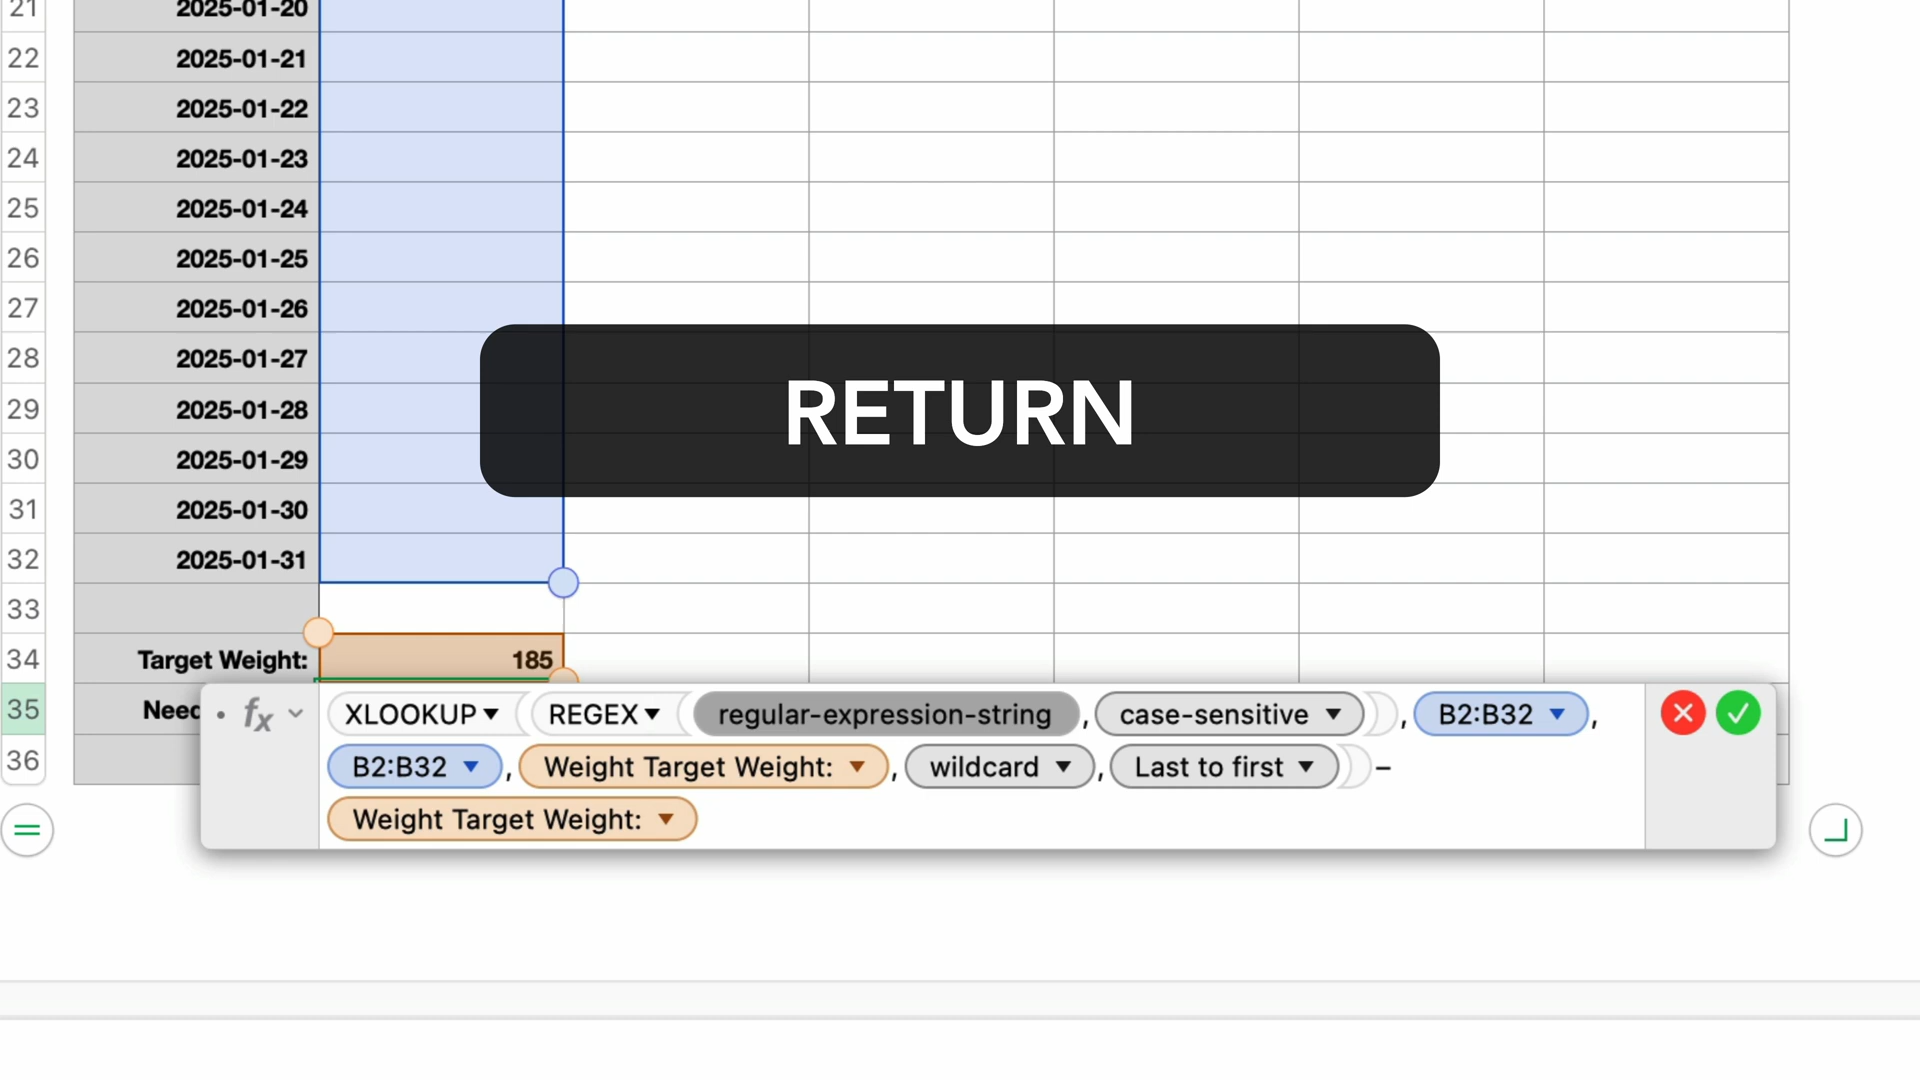 21 2025-01-20
22 2025-01-21
23 2025-01-22
24 2025-01-23
25 2025-01-24
26 2025-01-25
27 2025-01-26
28 2025-01-27
29 2025-01-28
30 2025-01-29
31 2025-01-30
32 2025-01-31
33
34 Target Weight: 185
35 Need
36
RETURN
fx XLOOKUP REGEX regular-expression-string, case-sensitive, B2:B32,
B2:B32, Weight Target Weight:, wildcard, Last to first −
Weight Target Weight: